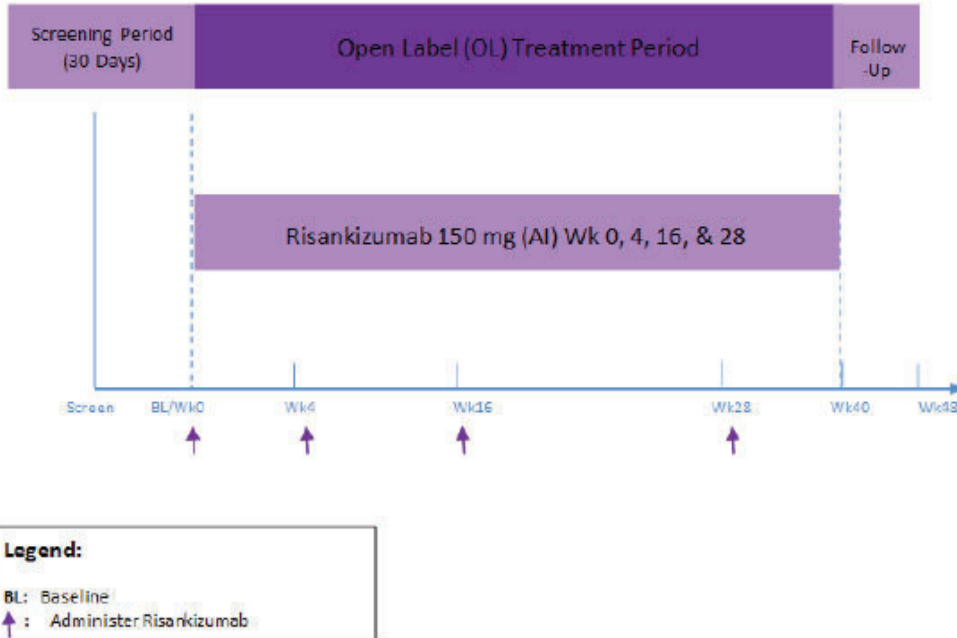 Screening Period
(30 Days)
Open Label (OL) Treatment Period
Follow
-Up
Risankizumab 150 mg (AI) Wk 0, 4, 16, & 28
Screen BL/Wk0 Wk4 Wk16 Wk28 Wk40 Wk48
Legend:
BL: Baseline
: Administer Risankizumab